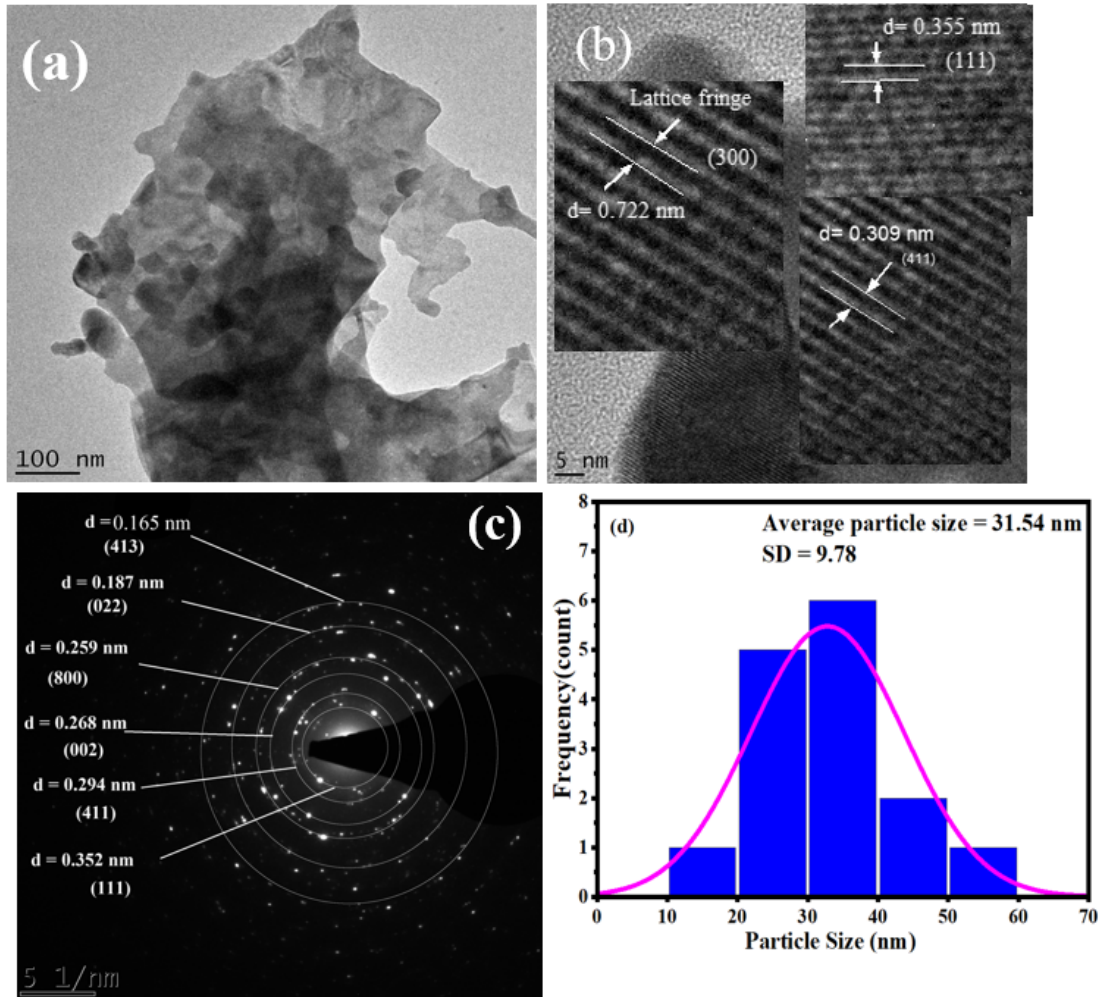 (a)
100 nm
(b)
Lattice fringe
(300)
d= 0.722 nm
d= 0.355 nm
(111)
d= 0.309 nm
(411)
5 nm
(c)
d = 0.165 nm
(413)
d = 0.187 nm
(022)
d = 0.259 nm
(800)
d = 0.268 nm
(002)
d = 0.294 nm
(411)
d = 0.352 nm
(111)
5 1/nm
(d)
Average particle size = 31.54 nm
SD = 9.78
Frequency(count)
8
7
6
5
4
3
2
1
0
0 10 20 30 40 50 60 70
Particle Size (nm)